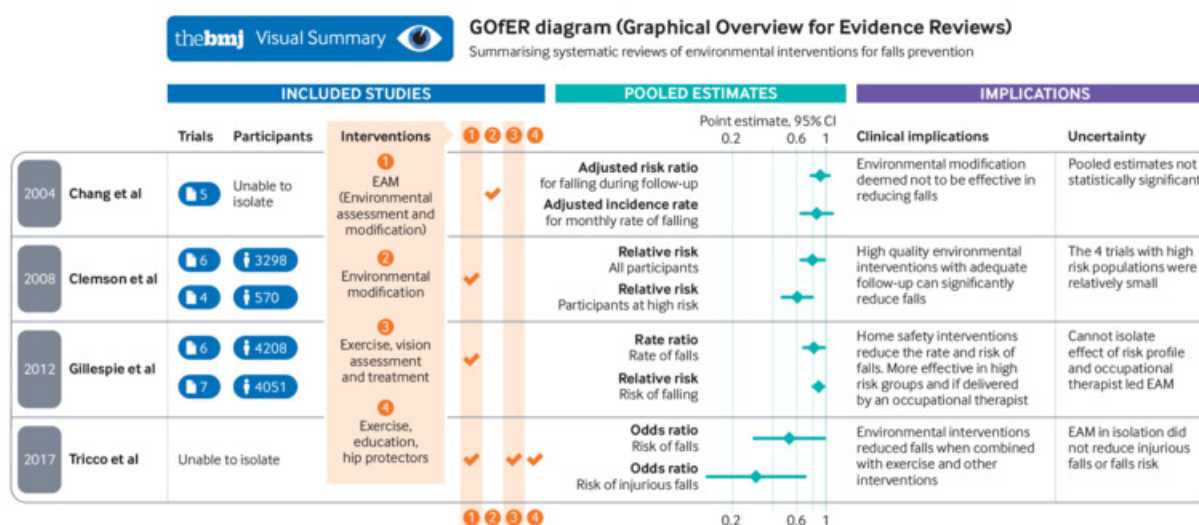 thebmj Visual Summary
GOfER diagram (Graphical Overview for Evidence Reviews)
Summarising systematic reviews of environmental interventions for falls prevention
INCLUDED STUDIES
POOLED ESTIMATES
IMPLICATIONS
Trials
Participants
Interventions
1 2 3 4
Point estimate, 95% CI
0.2 0.6 1
Clinical implications
Uncertainty
1
EAM
(Environmental
assessment and
modification)
2
Environmental
modification
3
Exercise, vision
assessment
and treatment
4
Exercise,
education,
hip protectors
2004
Chang et al
5
Unable to
isolate
Adjusted risk ratio
for falling during follow-up
Adjusted incidence rate
for monthly rate of falling
Environmental modification
deemed not to be effective in
reducing falls
Pooled estimates not
statistically significant
2008
Clemson et al
6 3298
4 570
Relative risk
All participants
Relative risk
Participants at high risk
High quality environmental
interventions with adequate
follow-up can significantly
reduce falls
The 4 trials with high
risk populations were
relatively small
2012
Gillespie et al
6 4208
7 4051
Rate ratio
Rate of falls
Relative risk
Risk of falling
Home safety interventions
reduce the rate and risk of
falls. More effective in high
risk groups and if delivered
by an occupational therapist
Cannot isolate
effect of risk profile
and occupational
therapist led EAM
2017
Tricco et al
Unable to isolate
Odds ratio
Risk of falls
Odds ratio
Risk of injurious falls
Environmental interventions
reduced falls when combined
with exercise and other
interventions
EAM in isolation did
not reduce injurious
falls or falls risk
1 2 3 4
0.2 0.6 1